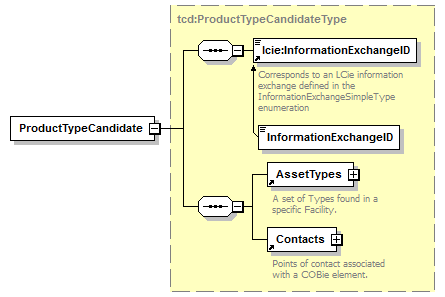 tcd:ProductTypeCandidateType
lcie:InformationExchangeID
Corresponds to an LCie information
exchange defined in the
InformationExchangeSimpleType
enumeration
ProductTypeCandidate
InformationExchangeID
AssetTypes
A set of Types found in a
specific Facility.
Contacts
Points of contact associated
with a COBie element.